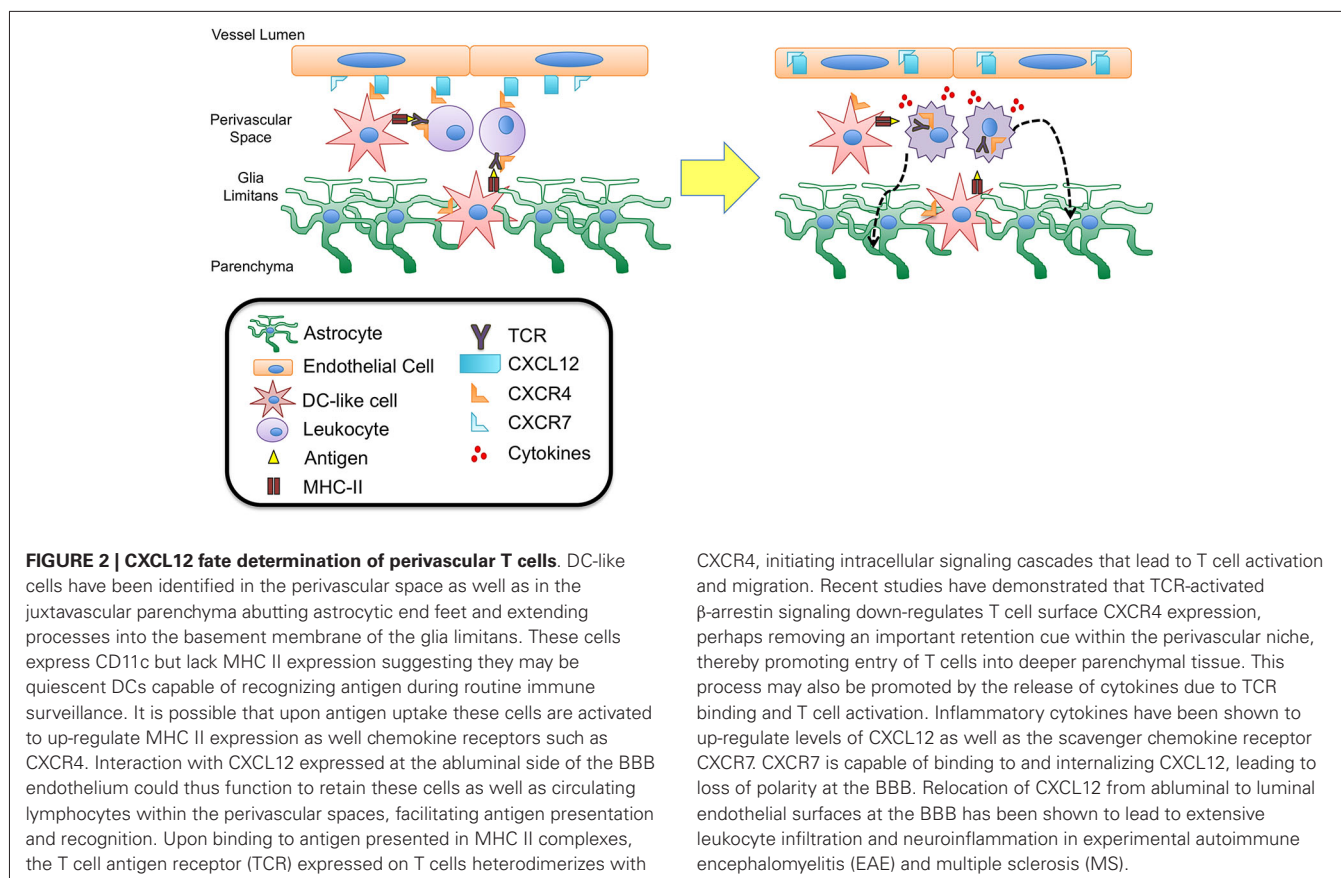 Vessel Lumen
Perivascular
Space
Glia
Limitans
Parenchyma
Astrocyte
Endothelial Cell
DC-like cell
Leukocyte
Antigen
MHC-II
TCR
CXCL12
CXCR4
CXCR7
Cytokines
FIGURE 2 | CXCL12 fate determination of perivascular T cells. DC-like
cells have been identified in the perivascular space as well as in the
juxtavascular parenchyma abutting astrocytic end feet and extending
processes into the basement membrane of the glia limitans. These cells
express CD11c but lack MHC II expression suggesting they may be
quiescent DCs capable of recognizing antigen during routine immune
surveillance. It is possible that upon antigen uptake these cells are activated
to up-regulate MHC II expression as well chemokine receptors such as
CXCR4. Interaction with CXCL12 expressed at the abluminal side of the BBB
endothelium could thus function to retain these cells as well as circulating
lymphocytes within the perivascular spaces, facilitating antigen presentation
and recognition. Upon binding to antigen presented in MHC II complexes,
the T cell antigen receptor (TCR) expressed on T cells heterodimerizes with
CXCR4, initiating intracellular signaling cascades that lead to T cell activation
and migration. Recent studies have demonstrated that TCR-activated
β-arrestin signaling down-regulates T cell surface CXCR4 expression,
perhaps removing an important retention cue within the perivascular niche,
thereby promoting entry of T cells into deeper parenchymal tissue. This
process may also be promoted by the release of cytokines due to TCR
binding and T cell activation. Inflammatory cytokines have been shown to
up-regulate levels of CXCL12 as well as the scavenger chemokine receptor
CXCR7. CXCR7 is capable of binding to and internalizing CXCL12, leading to
loss of polarity at the BBB. Relocation of CXCL12 from abluminal to luminal
endothelial surfaces at the BBB has been shown to lead to extensive
leukocyte infiltration and neuroinflammation in experimental autoimmune
encephalomyelitis (EAE) and multiple sclerosis (MS).